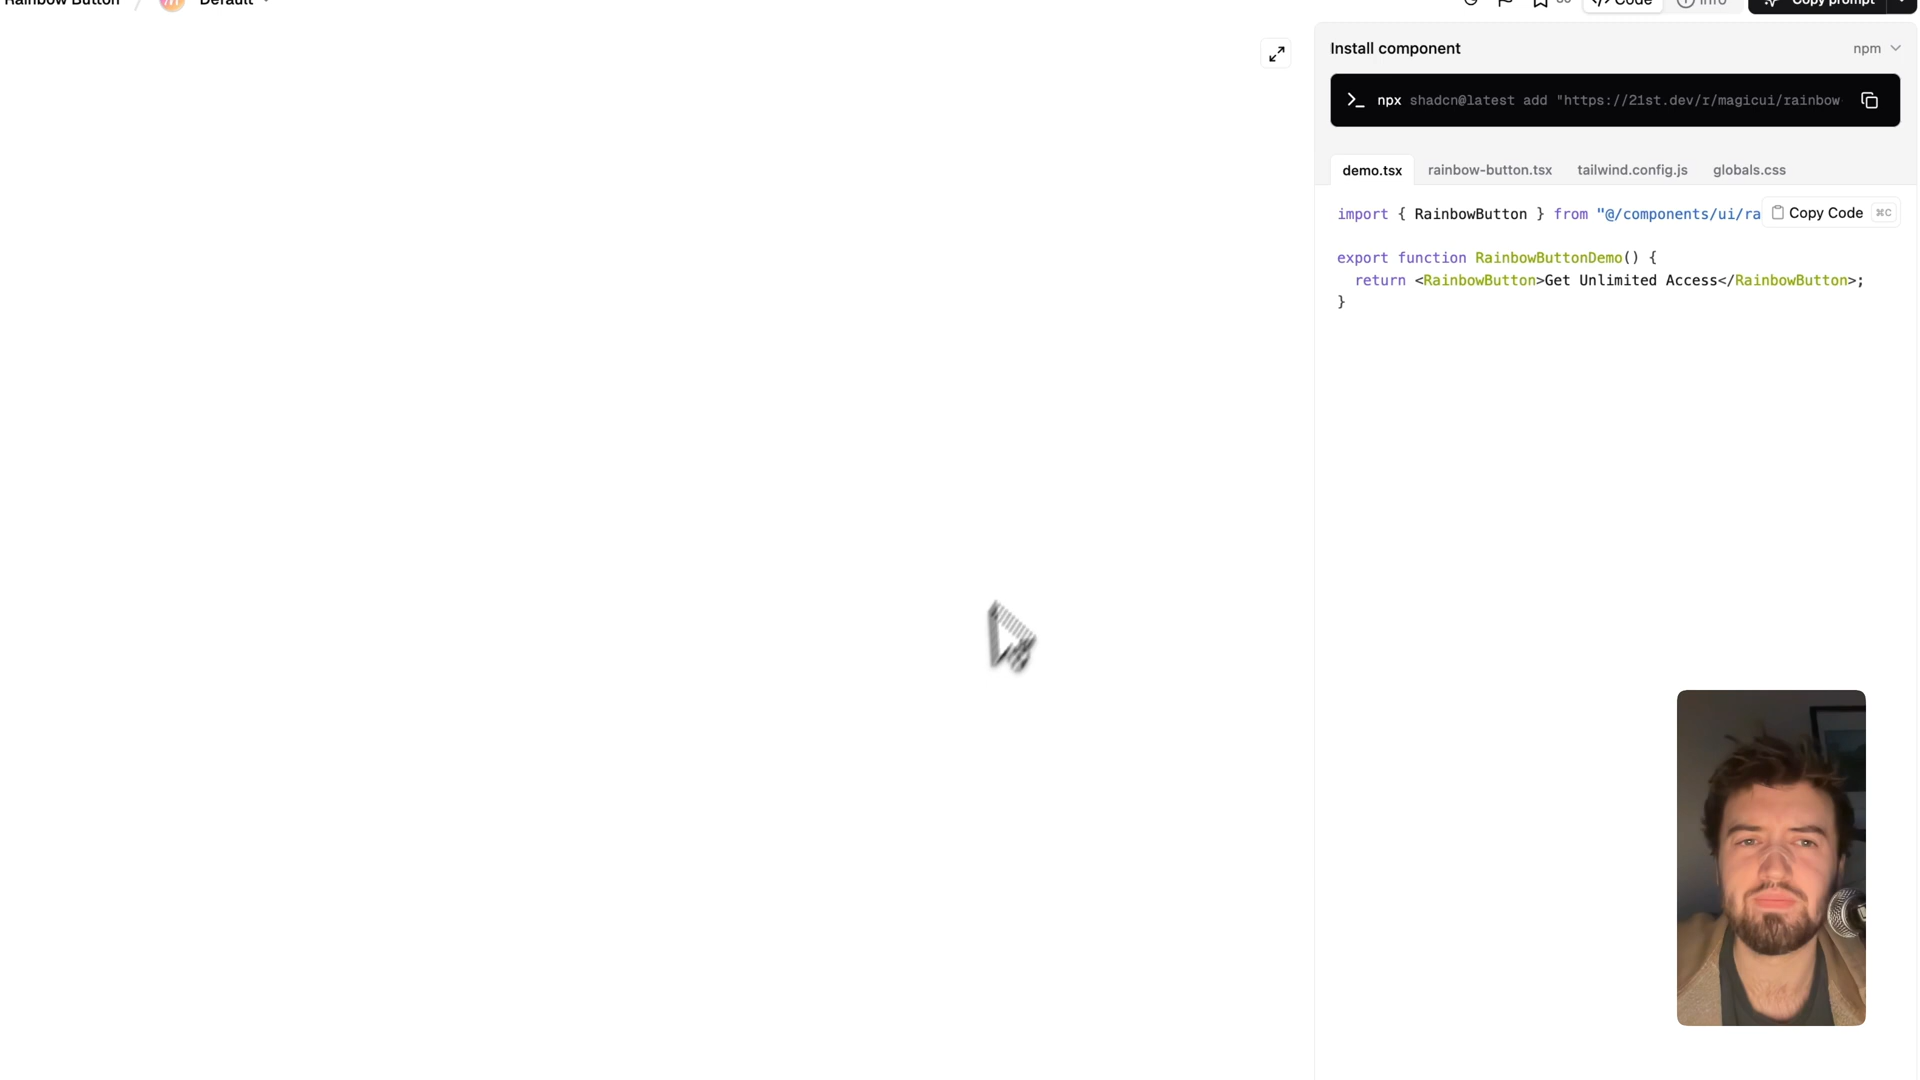 Rainbow Button / Default
Code Info Copy prompt
Install component npm
npx shadcn@latest add "https://21st.dev/r/magicui/rainbow
demo.tsx rainbow-button.tsx tailwind.config.js globals.css
import { RainbowButton } from "@/components/ui/ra Copy Code ⌘C
export function RainbowButtonDemo() {
return <RainbowButton>Get Unlimited Access</RainbowButton>;
}